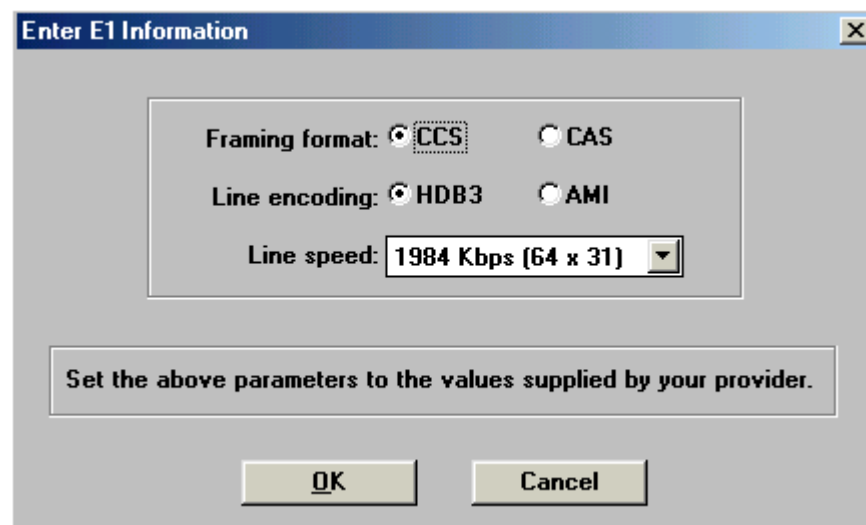 Enter E1 Information
Framing format: CCS CAS
Line encoding: HDB3 AMI
Line speed: 1984 Kbps (64 x 31)
Set the above parameters to the values supplied by your provider.
OK Cancel